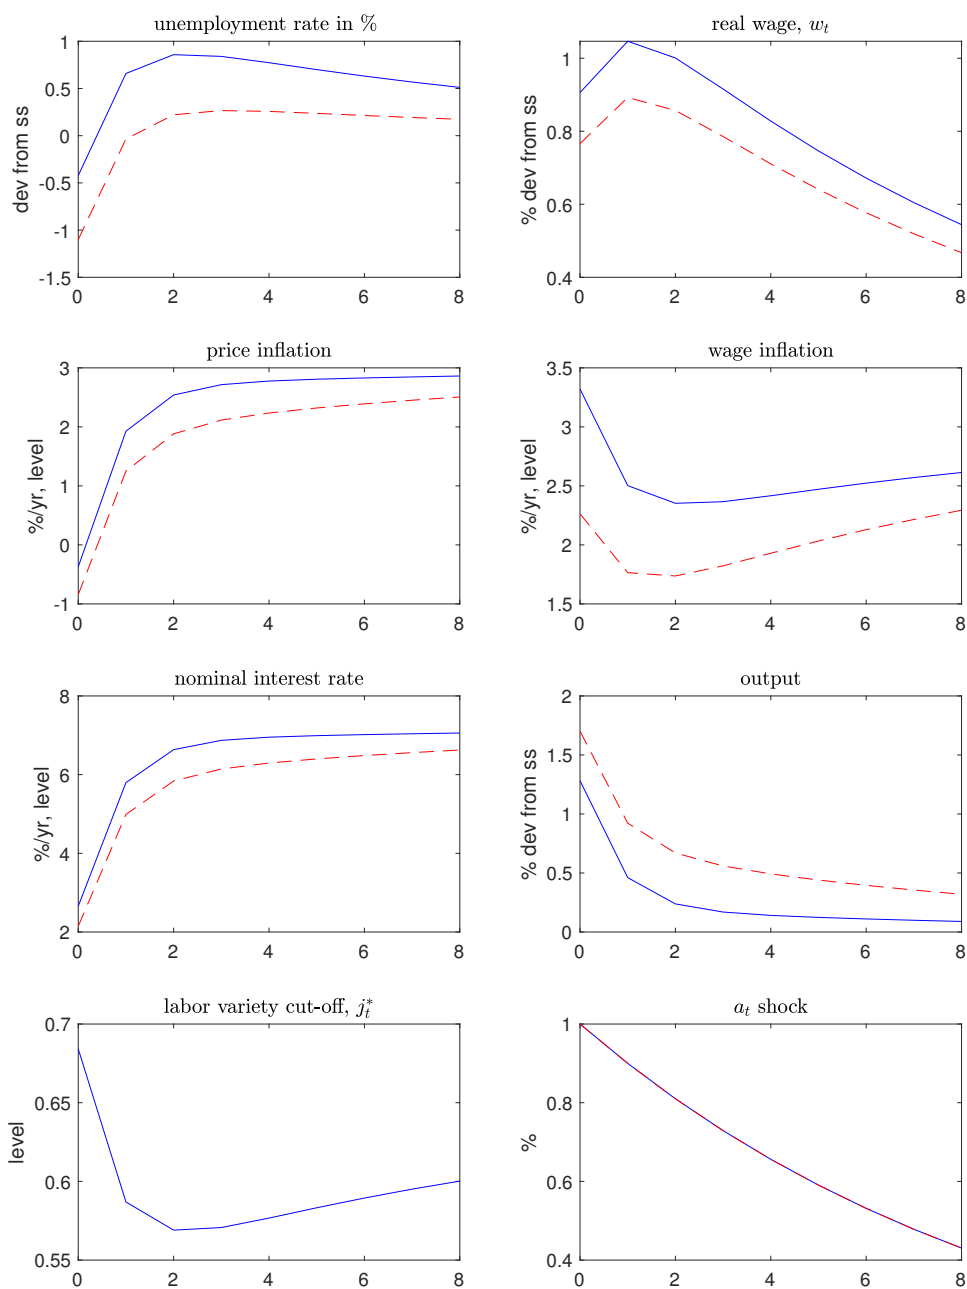 unemployment rate in %
dev from ss
1
0.5
0
-0.5
-1
-1.5
0 2 4 6 8
real wage, w_t
% dev from ss
1
0.8
0.6
0.4
0 2 4 6 8
price inflation
%/yr, level
3
2
1
0
-1
0 2 4 6 8
wage inflation
%/yr, level
3.5
3
2.5
2
1.5
0 2 4 6 8
nominal interest rate
%/yr, level
8
6
4
2
0 2 4 6 8
output
% dev from ss
2
1.5
1
0.5
0
0 2 4 6 8
labor variety cut-off, j_t^*
level
0.7
0.65
0.6
0.55
0 2 4 6 8
a_t shock
%
1
0.8
0.6
0.4
0 2 4 6 8